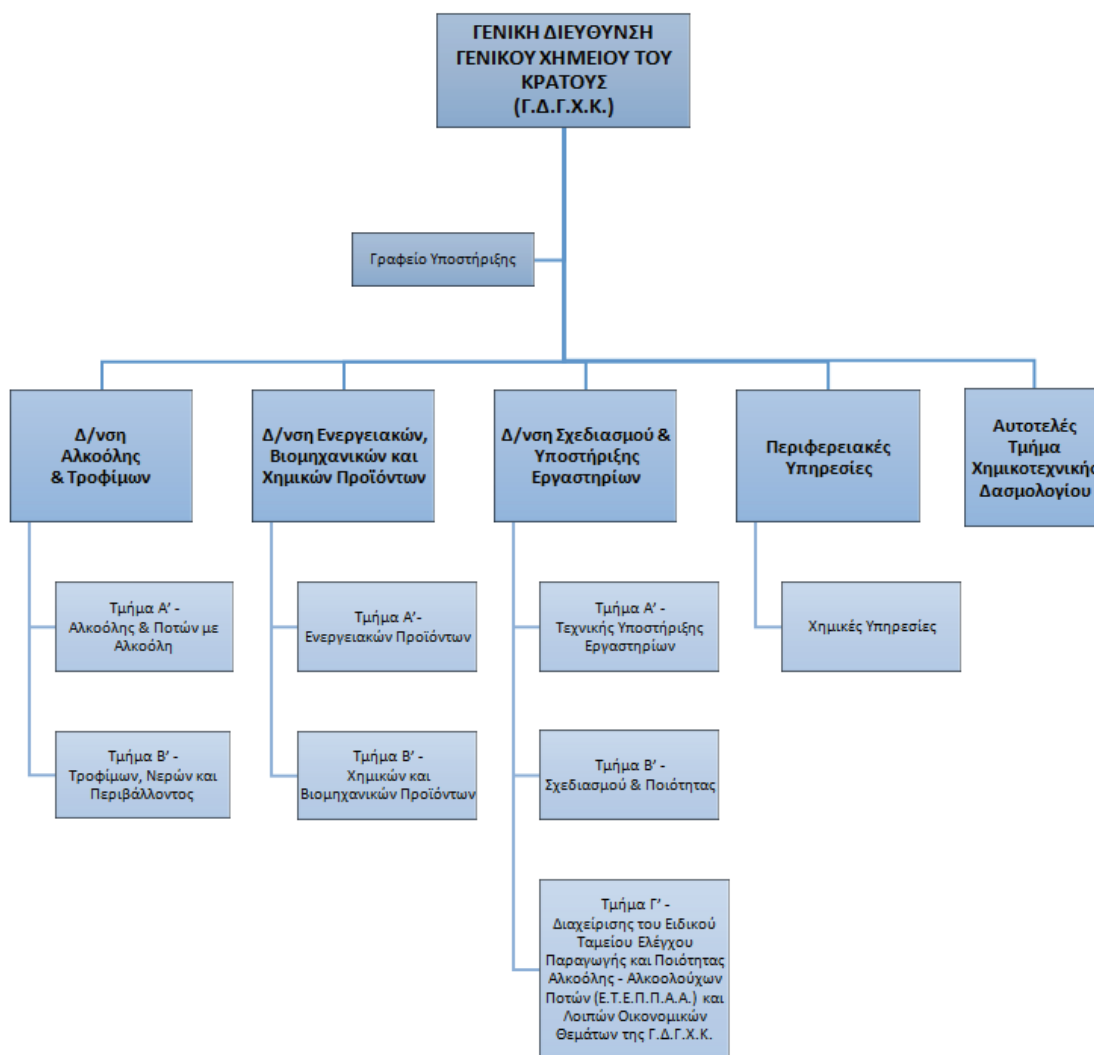 ΓΕΝΙΚΗ ΔΙΕΥΘΥΝΣΗ
ΓΕΝΙΚΟΥ ΧΗΜΕΙΟΥ ΤΟΥ
ΚΡΑΤΟΥΣ
(Γ.Δ.Γ.Χ.Κ.)
Γραφείο Υποστήριξης
Δ/νση
Αλκοόλης
& Τροφίμων
Δ/νση Ενεργειακών,
Βιομηχανικών και
Χημικών Προϊόντων
Δ/νση Σχεδιασμού &
Υποστήριξης
Εργαστηρίων
Περιφερειακές
Υπηρεσίες
Αυτοτελές
Τμήμα
Χημικοτεχνικής
Δασμολογίου
Τμήμα Α’ -
Αλκοόλης & Ποτών με
Αλκοόλη
Τμήμα Α’-
Ενεργειακών Προϊόντων
Τμήμα Α’ -
Τεχνικής Υποστήριξης
Εργαστηρίων
Χημικές Υπηρεσίες
Τμήμα Β’ -
Τροφίμων, Νερών και
Περιβάλλοντος
Τμήμα Β’ -
Χημικών και
Βιομηχανικών Προϊόντων
Τμήμα Β’ -
Σχεδιασμού & Ποιότητας
Τμήμα Γ’ -
Διαχείρισης του Ειδικού
Ταμείου Ελέγχου
Παραγωγής και Ποιότητας
Αλκοόλης - Αλκοολούχων
Ποτών (Ε.Τ.Ε.Π.Π.Α.Α.) και
Λοιπών Οικονομικών
Θεμάτων της Γ.Δ.Γ.Χ.Κ.